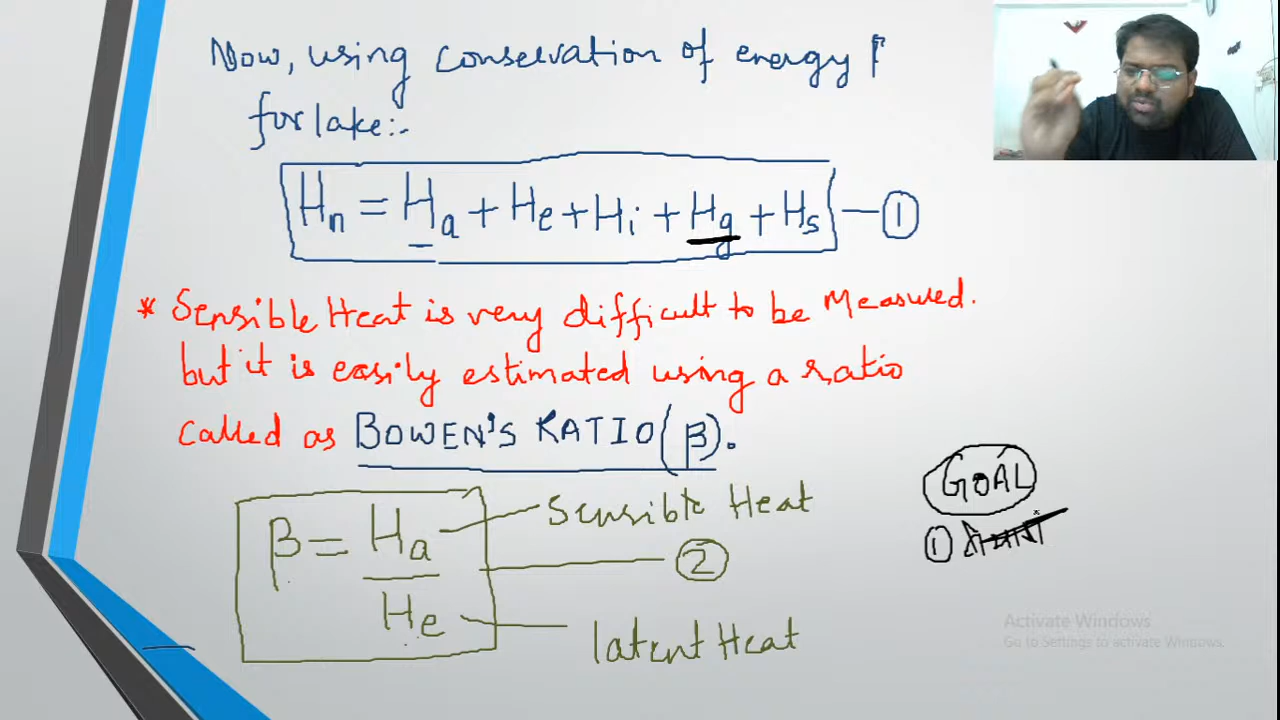 Now, using conservation of energy
for lake:-
Hn = Ha + He + Hi + Hg + Hs — ①
* Sensible Heat is very difficult to be Measured.
but it is easily estimated using a ratio
called as BOWEN'S RATIO (β).
β = Ha / He — ②
Sensible Heat
latent Heat
GOAL
①
Activate Windows
Go to Settings to activate Windows.